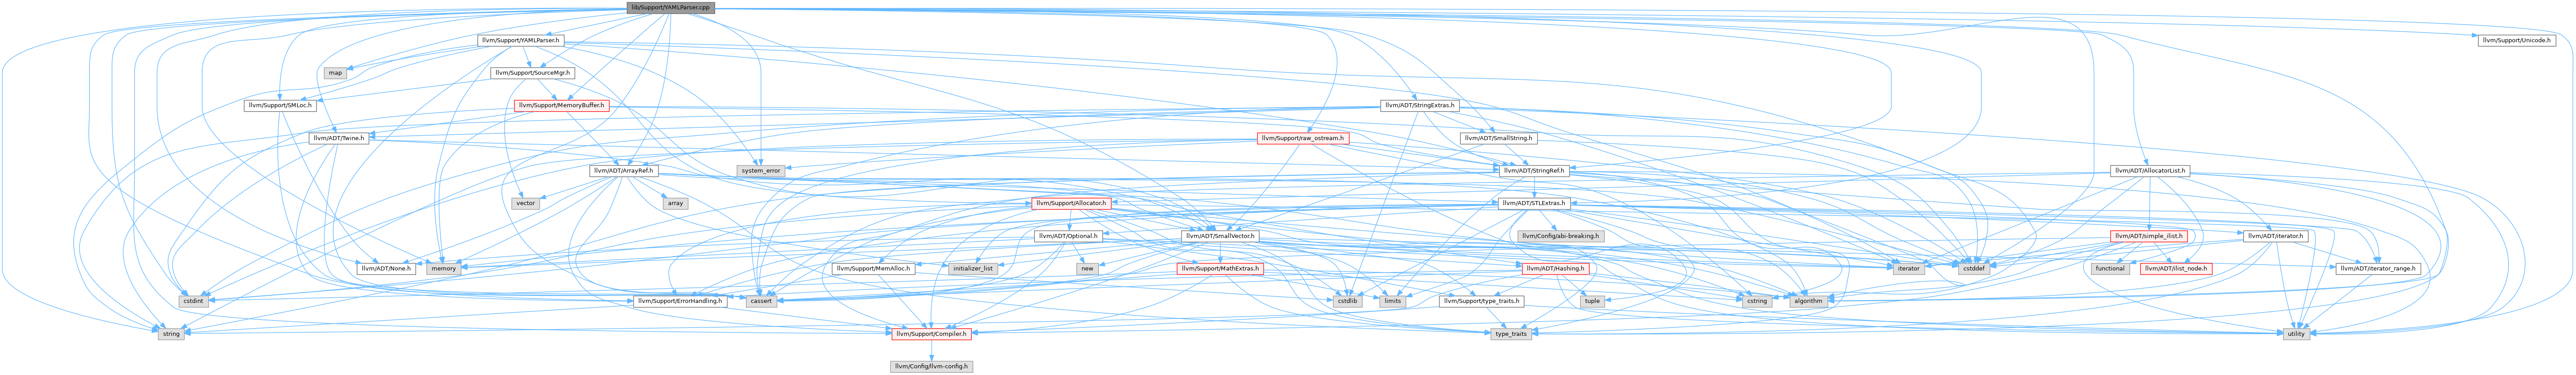 lib/Support/YAMLParser.cpp
llvm/Support/YAMLParser.h
llvm/Support/Unicode.h
map
llvm/Support/SourceMgr.h
llvm/Support/SMLoc.h
llvm/Support/MemoryBuffer.h
llvm/ADT/StringExtras.h
llvm/ADT/Twine.h
llvm/Support/raw_ostream.h
llvm/ADT/SmallString.h
llvm/ADT/ArrayRef.h
system_error
llvm/ADT/StringRef.h
llvm/ADT/AllocatorList.h
vector
array
llvm/Support/Allocator.h
llvm/ADT/STLExtras.h
llvm/ADT/Optional.h
llvm/ADT/SmallVector.h
llvm/Config/abi-breaking.h
llvm/ADT/simple_ilist.h
llvm/ADT/iterator.h
llvm/ADT/None.h
memory
llvm/Support/MemAlloc.h
initializer_list
new
llvm/Support/MathExtras.h
llvm/ADT/Hashing.h
iterator
cstddef
functional
llvm/ADT/ilist_node.h
llvm/ADT/iterator_range.h
cstdint
llvm/Support/ErrorHandling.h
cassert
cstdlib
limits
llvm/Support/type_traits.h
tuple
cstring
algorithm
string
llvm/Support/Compiler.h
type_traits
utility
llvm/Config/llvm-config.h